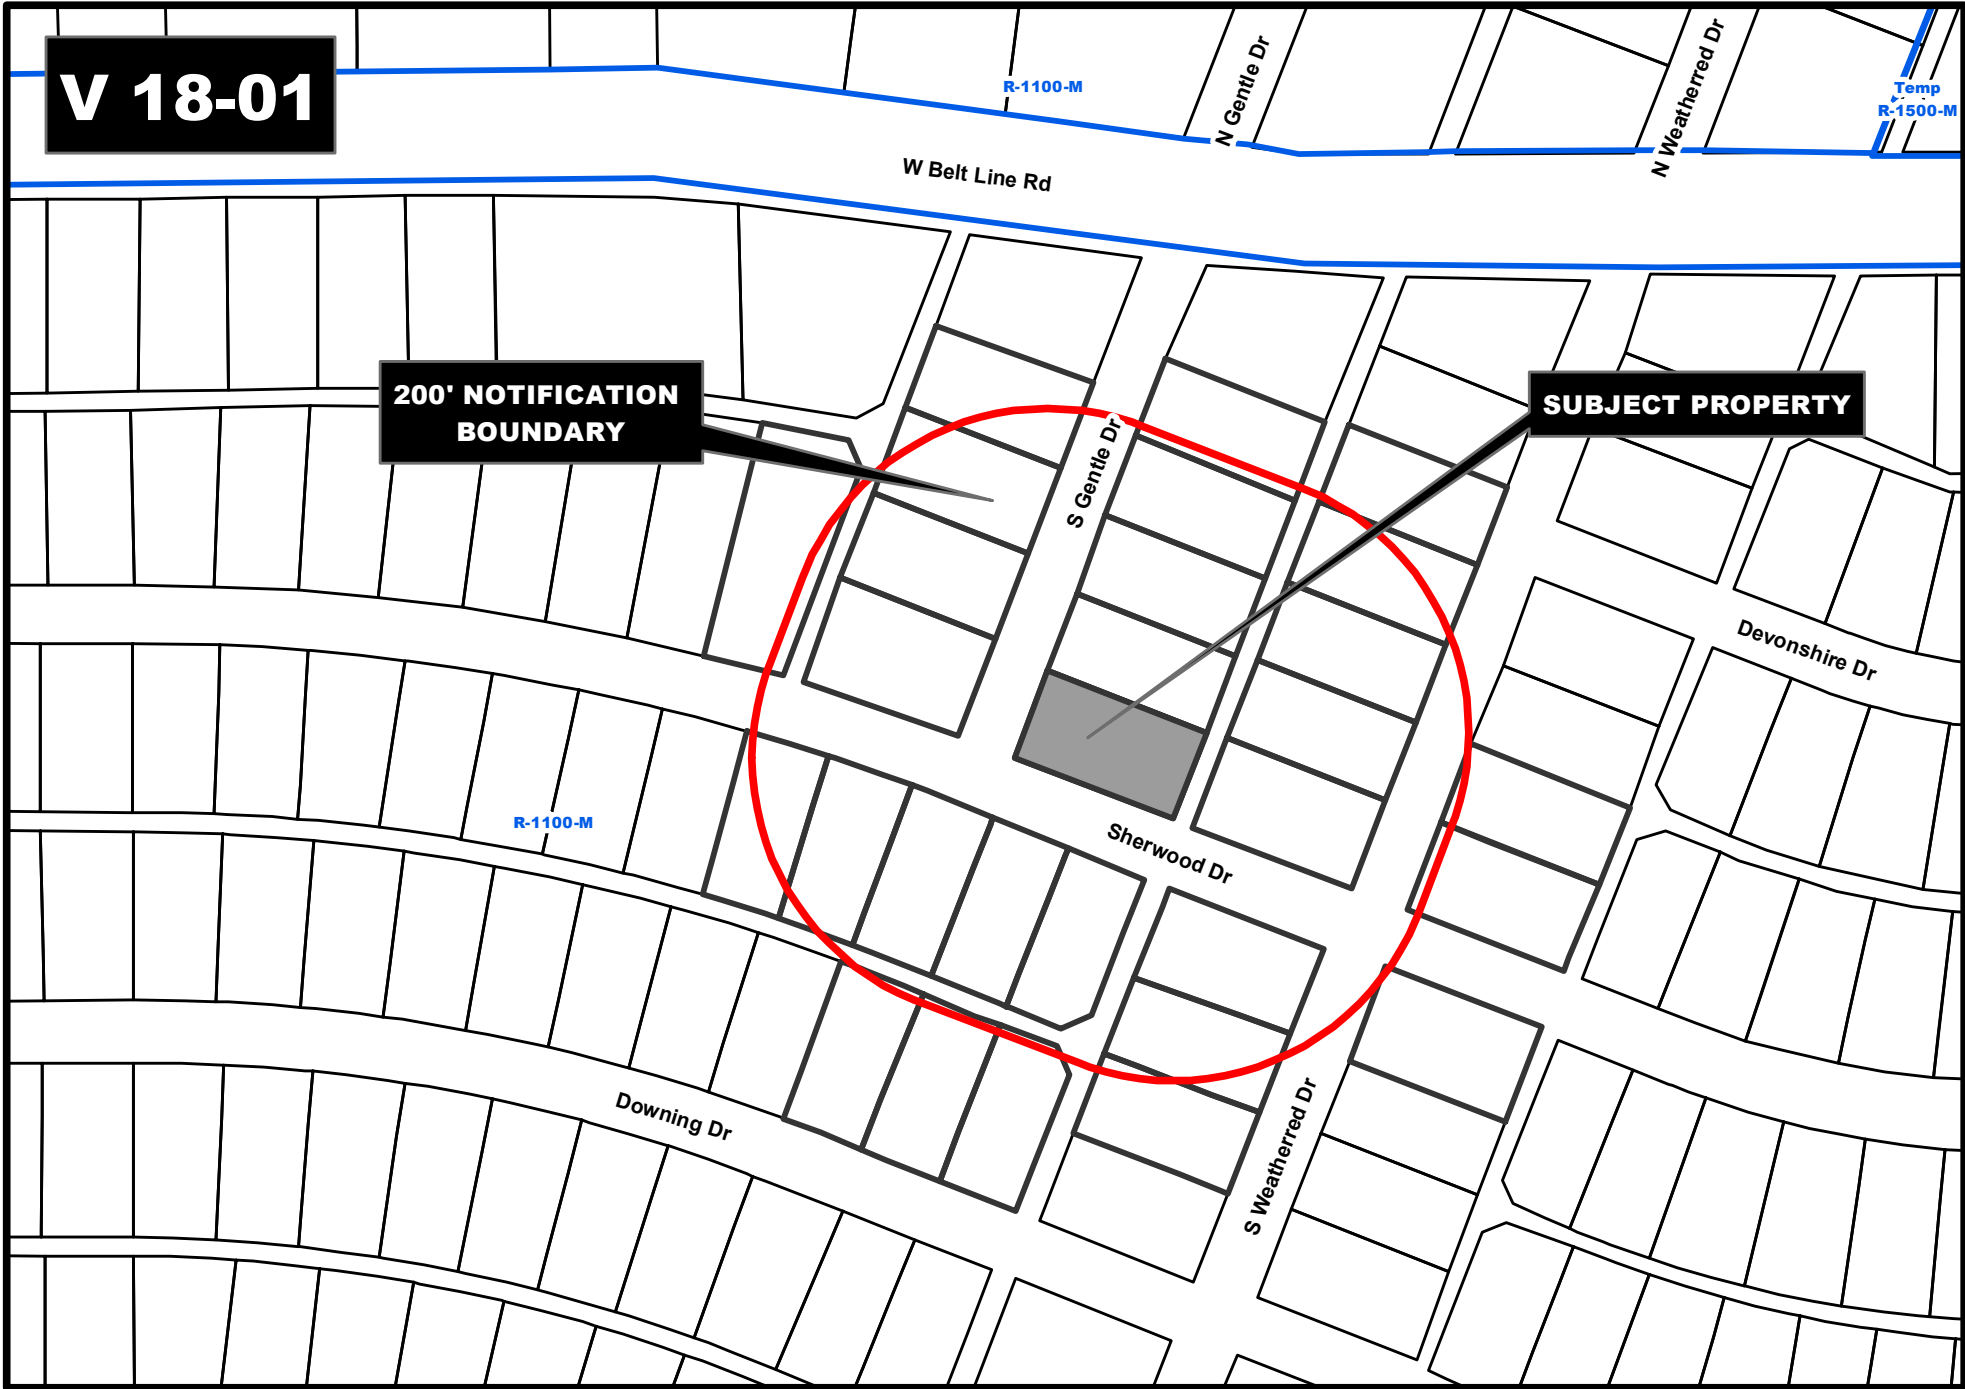 V 18-01
R-1100-M
N Gentle Dr
N Weatherred Dr
Temp
R-1500-M
W Belt Line Rd
200' NOTIFICATION
BOUNDARY
SUBJECT PROPERTY
S Gentle Dr
Devonshire Dr
R-1100-M
Sherwood Dr
Downing Dr
S Weatherred Dr